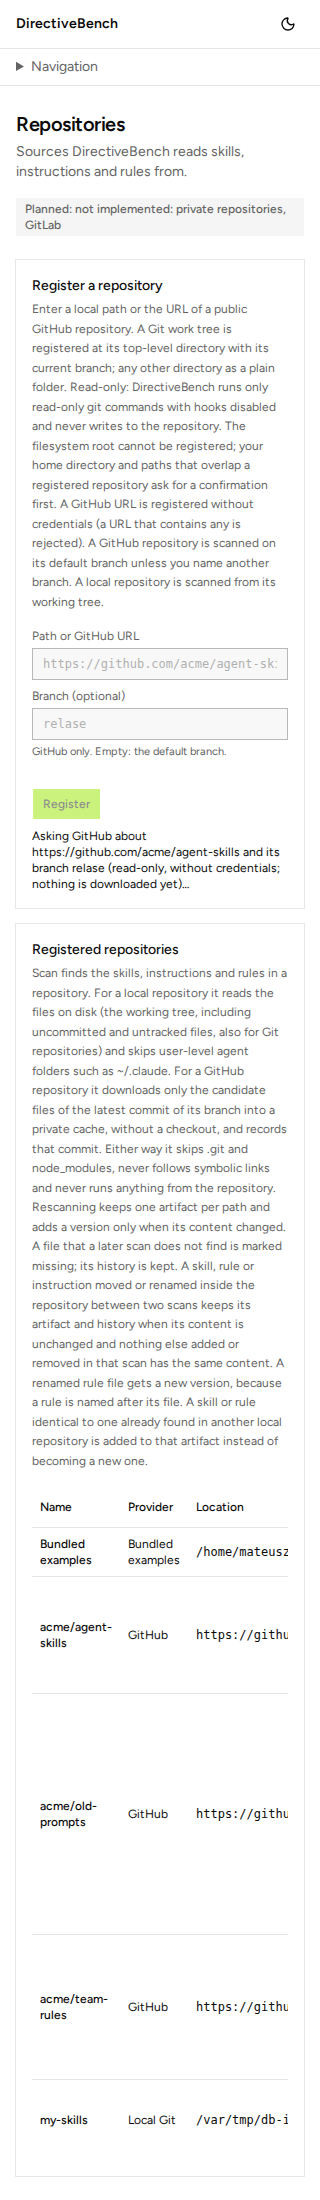 DirectiveBench
Navigation
Repositories
Sources DirectiveBench reads skills,
instructions and rules from.
Planned: not implemented: private repositories,
GitLab
Register a repository
Enter a local path or the URL of a public
GitHub repository. A Git work tree is
registered at its top-level directory with its
current branch; any other directory as a plain
folder. Read-only: DirectiveBench runs only
read-only git commands with hooks disabled
and never writes to the repository. The
filesystem root cannot be registered; your
home directory and paths that overlap a
registered repository ask for a confirmation
first. A GitHub URL is registered without
credentials (a URL that contains any is
rejected). A GitHub repository is scanned on
its default branch unless you name another
branch. A local repository is scanned from its
working tree.
Path or GitHub URL
https://github.com/acme/agent-sk:
Branch (optional)
relase
GitHub only. Empty: the default branch.
Register
Asking GitHub about
https://github.com/acme/agent-skills and its
branch relase (read-only, without credentials;
nothing is downloaded yet)…
Registered repositories
Scan finds the skills, instructions and rules in a
repository. For a local repository it reads the
files on disk (the working tree, including
uncommitted and untracked files, also for Git
repositories) and skips user-level agent
folders such as ~/.claude. For a GitHub
repository it downloads only the candidate
files of the latest commit of its branch into a
private cache, without a checkout, and records
that commit. Either way it skips .git and
node_modules, never follows symbolic links
and never runs anything from the repository.
Rescanning keeps one artifact per path and
adds a version only when its content changed.
A file that a later scan does not find is marked
missing; its history is kept. A skill, rule or
instruction moved or renamed inside the
repository between two scans keeps its
artifact and history when its content is
unchanged and nothing else added or
removed in that scan has the same content. A
renamed rule file gets a new version, because
a rule is named after its file. A skill or rule
identical to one already found in another local
repository is added to that artifact instead of
becoming a new one.
Name Provider Location
Bundled examples Bundled examples /home/mateusz
acme/agent-skills GitHub https://githu
acme/old-prompts GitHub https://githu
acme/team-rules GitHub https://githu
my-skills Local Git /var/tmp/db-i